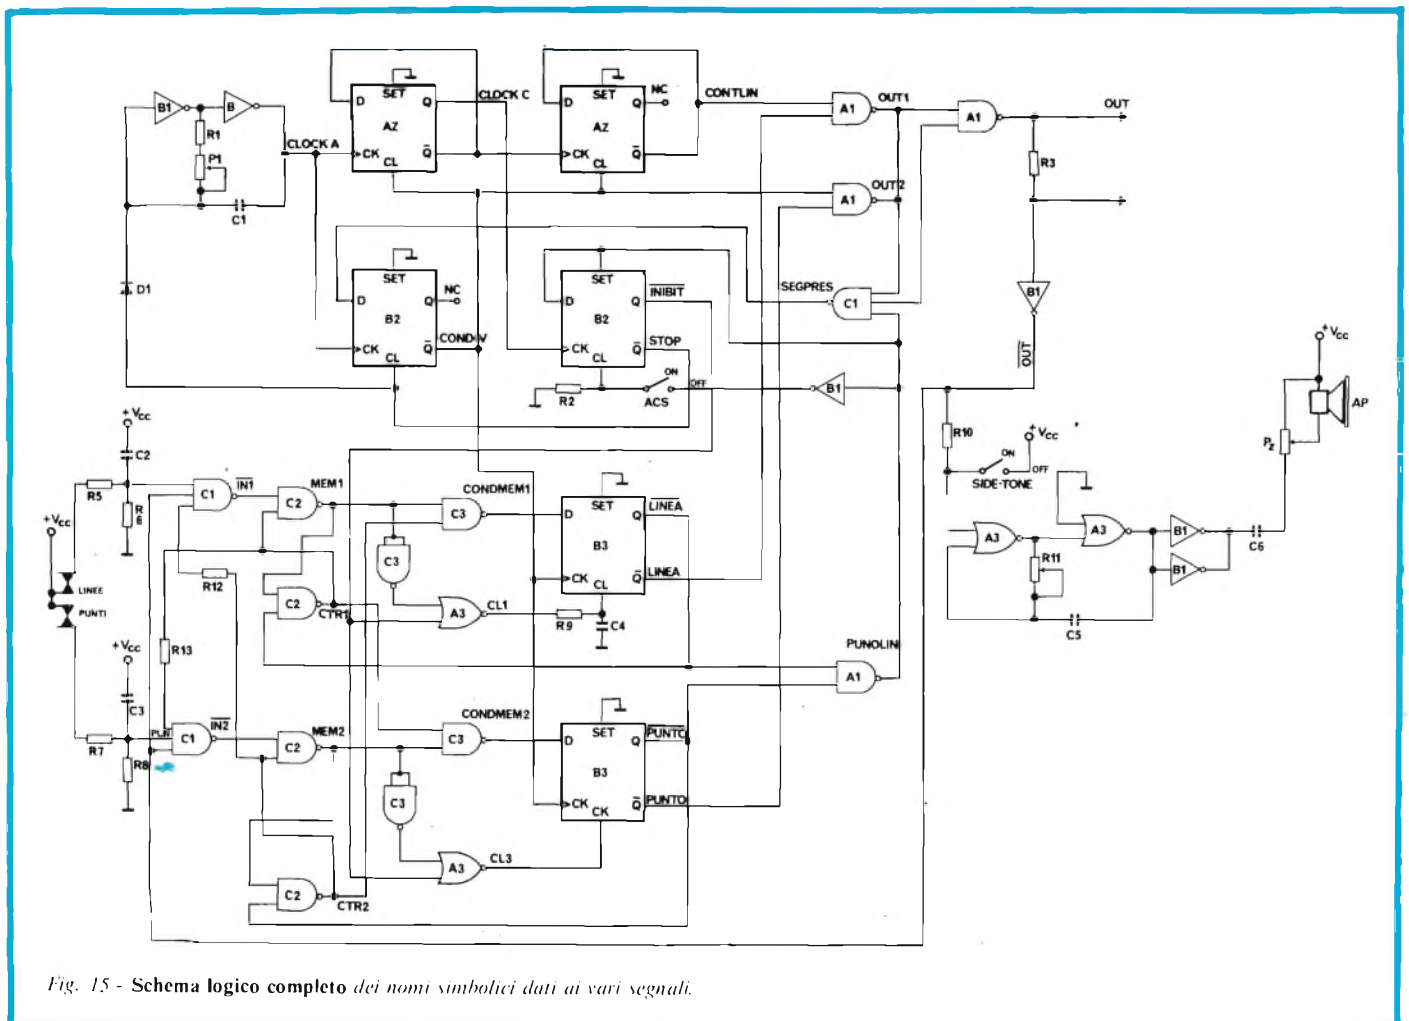 SET
D
Q
AZ
CK
Q̅
CL
CLOCK C
SET
D
Q
NC
AZ
CK
Q̅
CL
CONTLIN
A1
OUT1
A1
OUT
B1
B
R1
P1
C1
CLOCK A
A1
OUT2
R3
D1
SET
D
Q
NC
B2
CK
Q̅
CL
CONDIV
SET
D
Q
INIBIT
B2
CK
Q̅
STOP
CL
SEGPRES
C1
B1
OUT
R2
ON
OFF
ACS
B1
+Vcc
AP
P2
+Vcc
C2
R5
R6
+Vcc
LINEE
PUNTI
C1
IN1
C2
MEM1
C3
CONDMEM1
SET
D
Q
LINEA
B3
CK
Q̅
LINEA
CL
R10
+Vcc
ON
OFF
SIDE-TONE
A3
A3
R11
C5
B1
B1
C6
R12
C2
CTR1
C3
A3
CL1
R9
C4
R13
PUNOLIN
A1
+Vcc
C3
R7
R8
PUN
C1
IN2
C2
MEM2
C3
CONDMEM2
SET
D
Q
PUNTO
B3
CK
Q̅
PUNTO
CK
C3
A3
CL3
C2
CTR2
Fig. 15 - Schema logico completo dei nomi simbolici dati ai vari segnali.